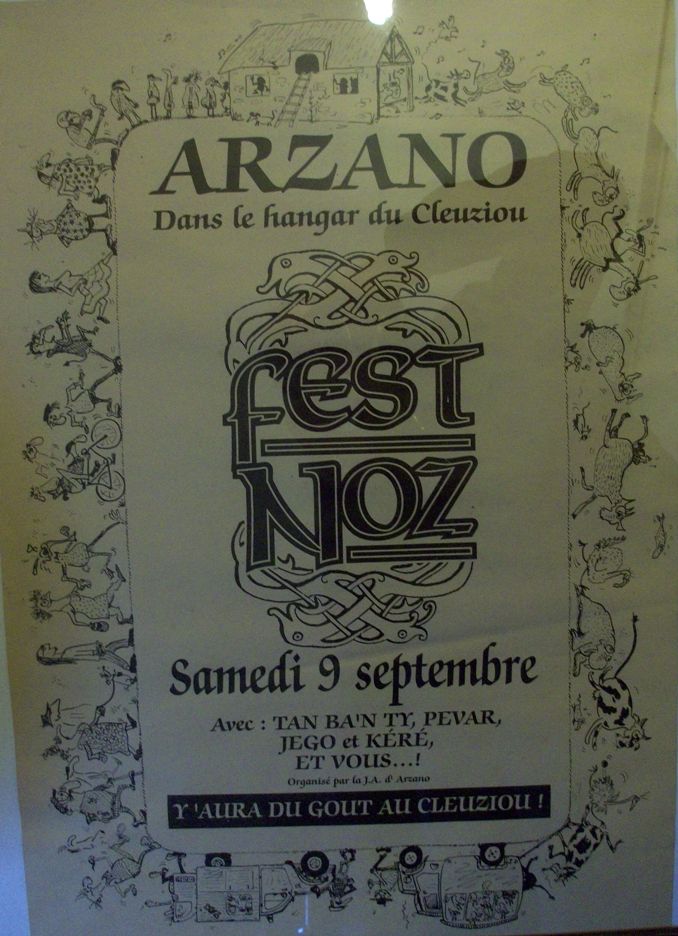 ARZANO
Dans le hangar du Cleuziou
fEST
NOZ
Samedi 9 septembre
Avec : TAN BA'N TY, PEVAR,
JEGO et KÉRÉ,
ET VOUS...!
Organisé par la J.A. d' Arzano
Y 'AURA DU GOUT AU CLEUZIOU !